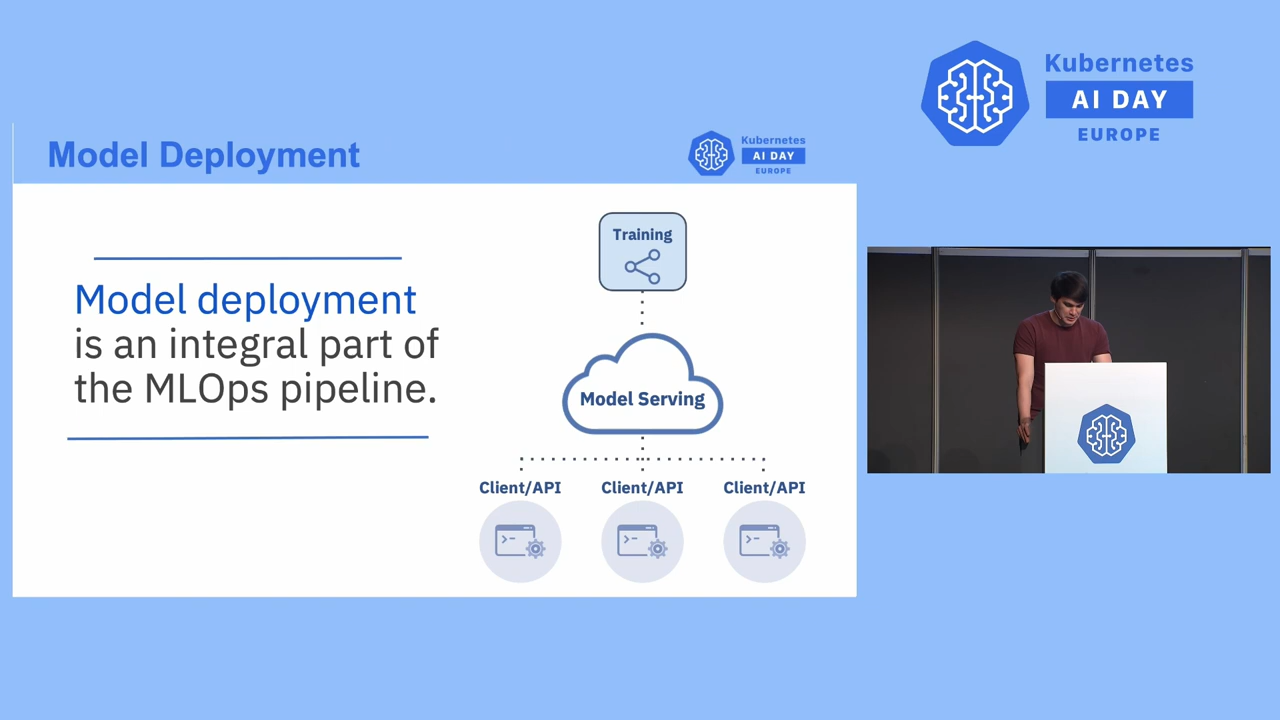 Kubernetes
AI DAY
EUROPE
Model Deployment
Kubernetes
AI DAY
EUROPE
Model deployment
is an integral part of
the MLOps pipeline.
Training
Model Serving
Client/API
Client/API
Client/API